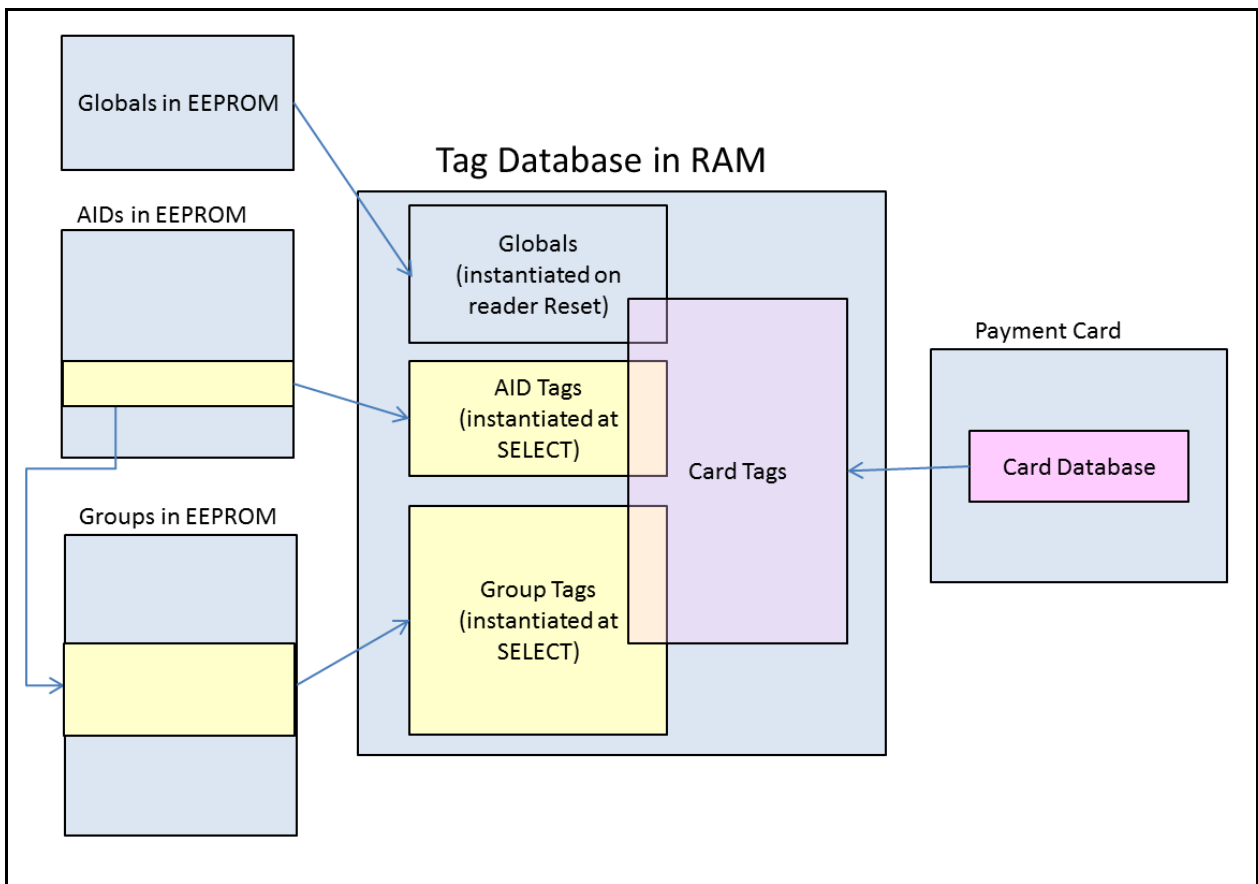 Globals in EEPROM
Tag Database in RAM
AIDs in EEPROM
Globals
(instantiated on
reader Reset)
Payment Card
AID Tags
(instantiated at
SELECT)
Card Tags
Card Database
Groups in EEPROM
Group Tags
(instantiated at
SELECT)